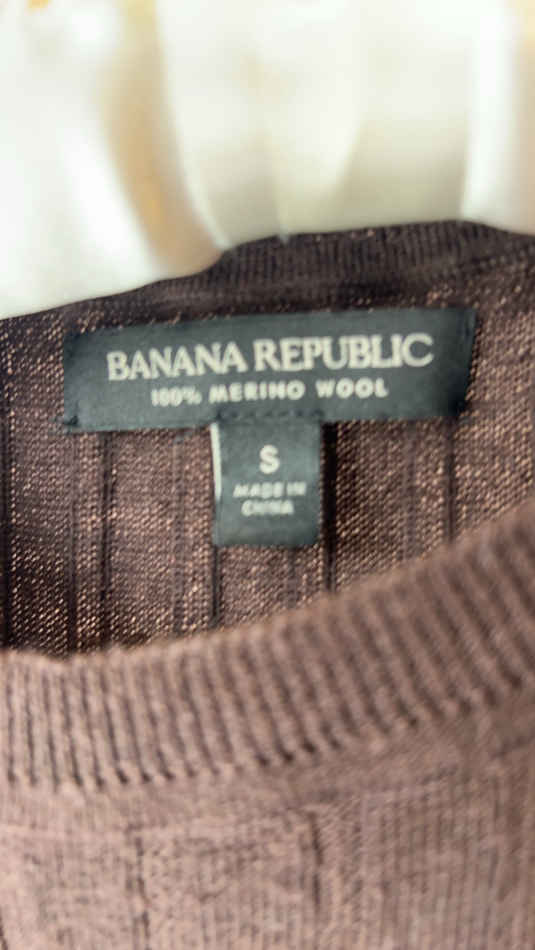 BANANA REPUBLIC
100% MERINO WOOL
S
MADE IN
CHINA